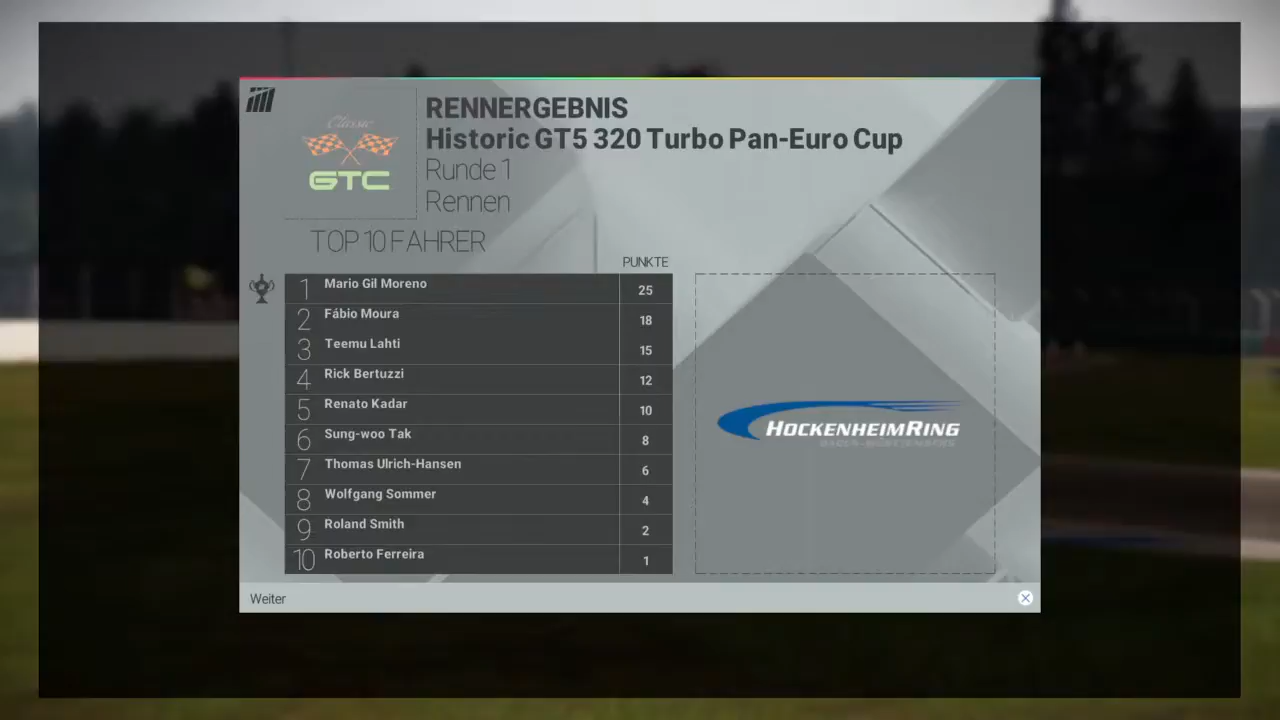 Classic
GTC
RENNERGEBNIS
Historic GT5 320 Turbo Pan-Euro Cup
Runde 1
Rennen
TOP 10 FAHRER
PUNKTE
1 Mario Gil Moreno 25
2 Fábio Moura 18
3 Teemu Lahti 15
4 Rick Bertuzzi 12
5 Renato Kadar 10
6 Sung-woo Tak 8
7 Thomas Ulrich-Hansen 6
8 Wolfgang Sommer 4
9 Roland Smith 2
10 Roberto Ferreira 1
HOCKENHEIMRING
BADEN-WÜRTTEMBERG
Weiter